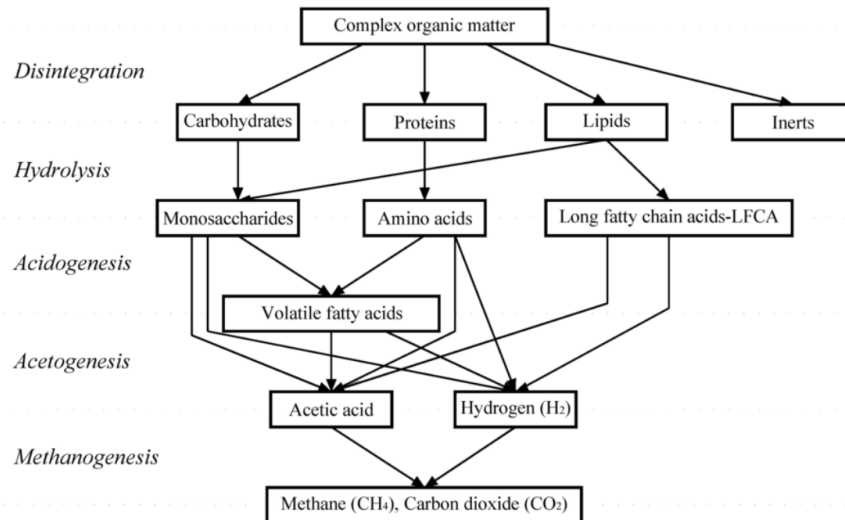 Complex organic matter
Disintegration
Carbohydrates
Proteins
Lipids
Inerts
Hydrolysis
Monosaccharides
Amino acids
Long fatty chain acids-LFCA
Acidogenesis
Volatile fatty acids
Acetogenesis
Acetic acid
Hydrogen (H₂)
Methanogenesis
Methane (CH₄), Carbon dioxide (CO₂)